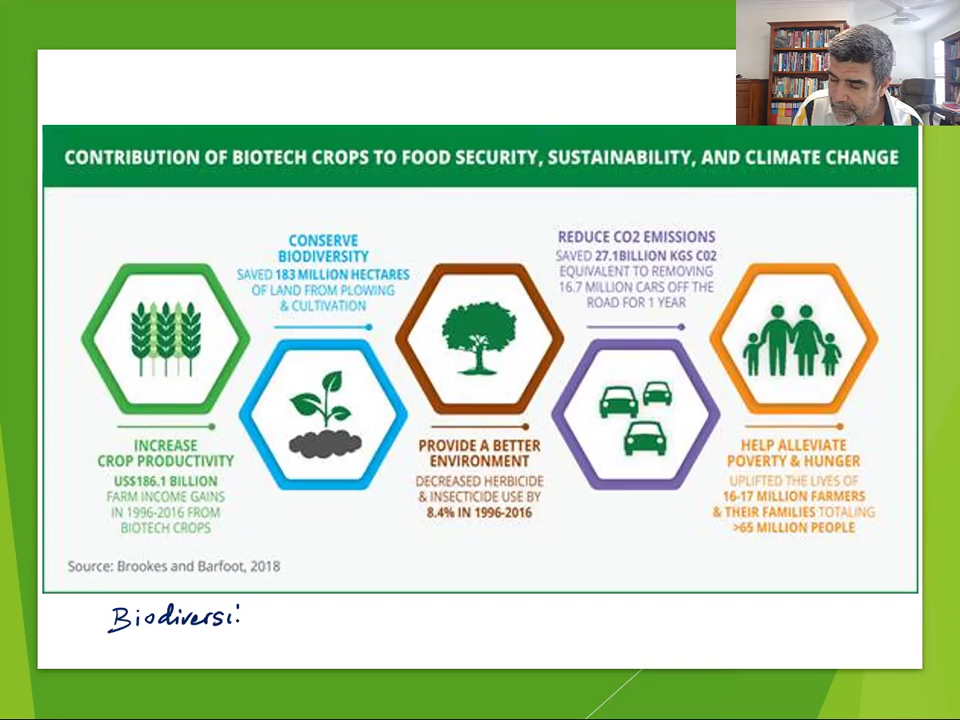 CONTRIBUTION OF BIOTECH CROPS TO FOOD SECURITY, SUSTAINABILITY, AND CLIMATE CHANGE
INCREASE
CROP PRODUCTIVITY
US$186.1 BILLION
FARM INCOME GAINS
IN 1996-2016 FROM
BIOTECH CROPS
CONSERVE
BIODIVERSITY
SAVED 183 MILLION HECTARES
OF LAND FROM PLOWING
& CULTIVATION
PROVIDE A BETTER
ENVIRONMENT
DECREASED HERBICIDE
& INSECTICIDE USE BY
8.4% IN 1996-2016
REDUCE CO2 EMISSIONS
SAVED 27.1BILLION KGS C02
EQUIVALENT TO REMOVING
16.7 MILLION CARS OFF THE
ROAD FOR 1 YEAR
HELP ALLEVIATE
POVERTY & HUNGER
UPLIFTED THE LIVES OF
16-17 MILLION FARMERS
& THEIR FAMILIES TOTALING
>65 MILLION PEOPLE
Source: Brookes and Barfoot, 2018
Biodiversi